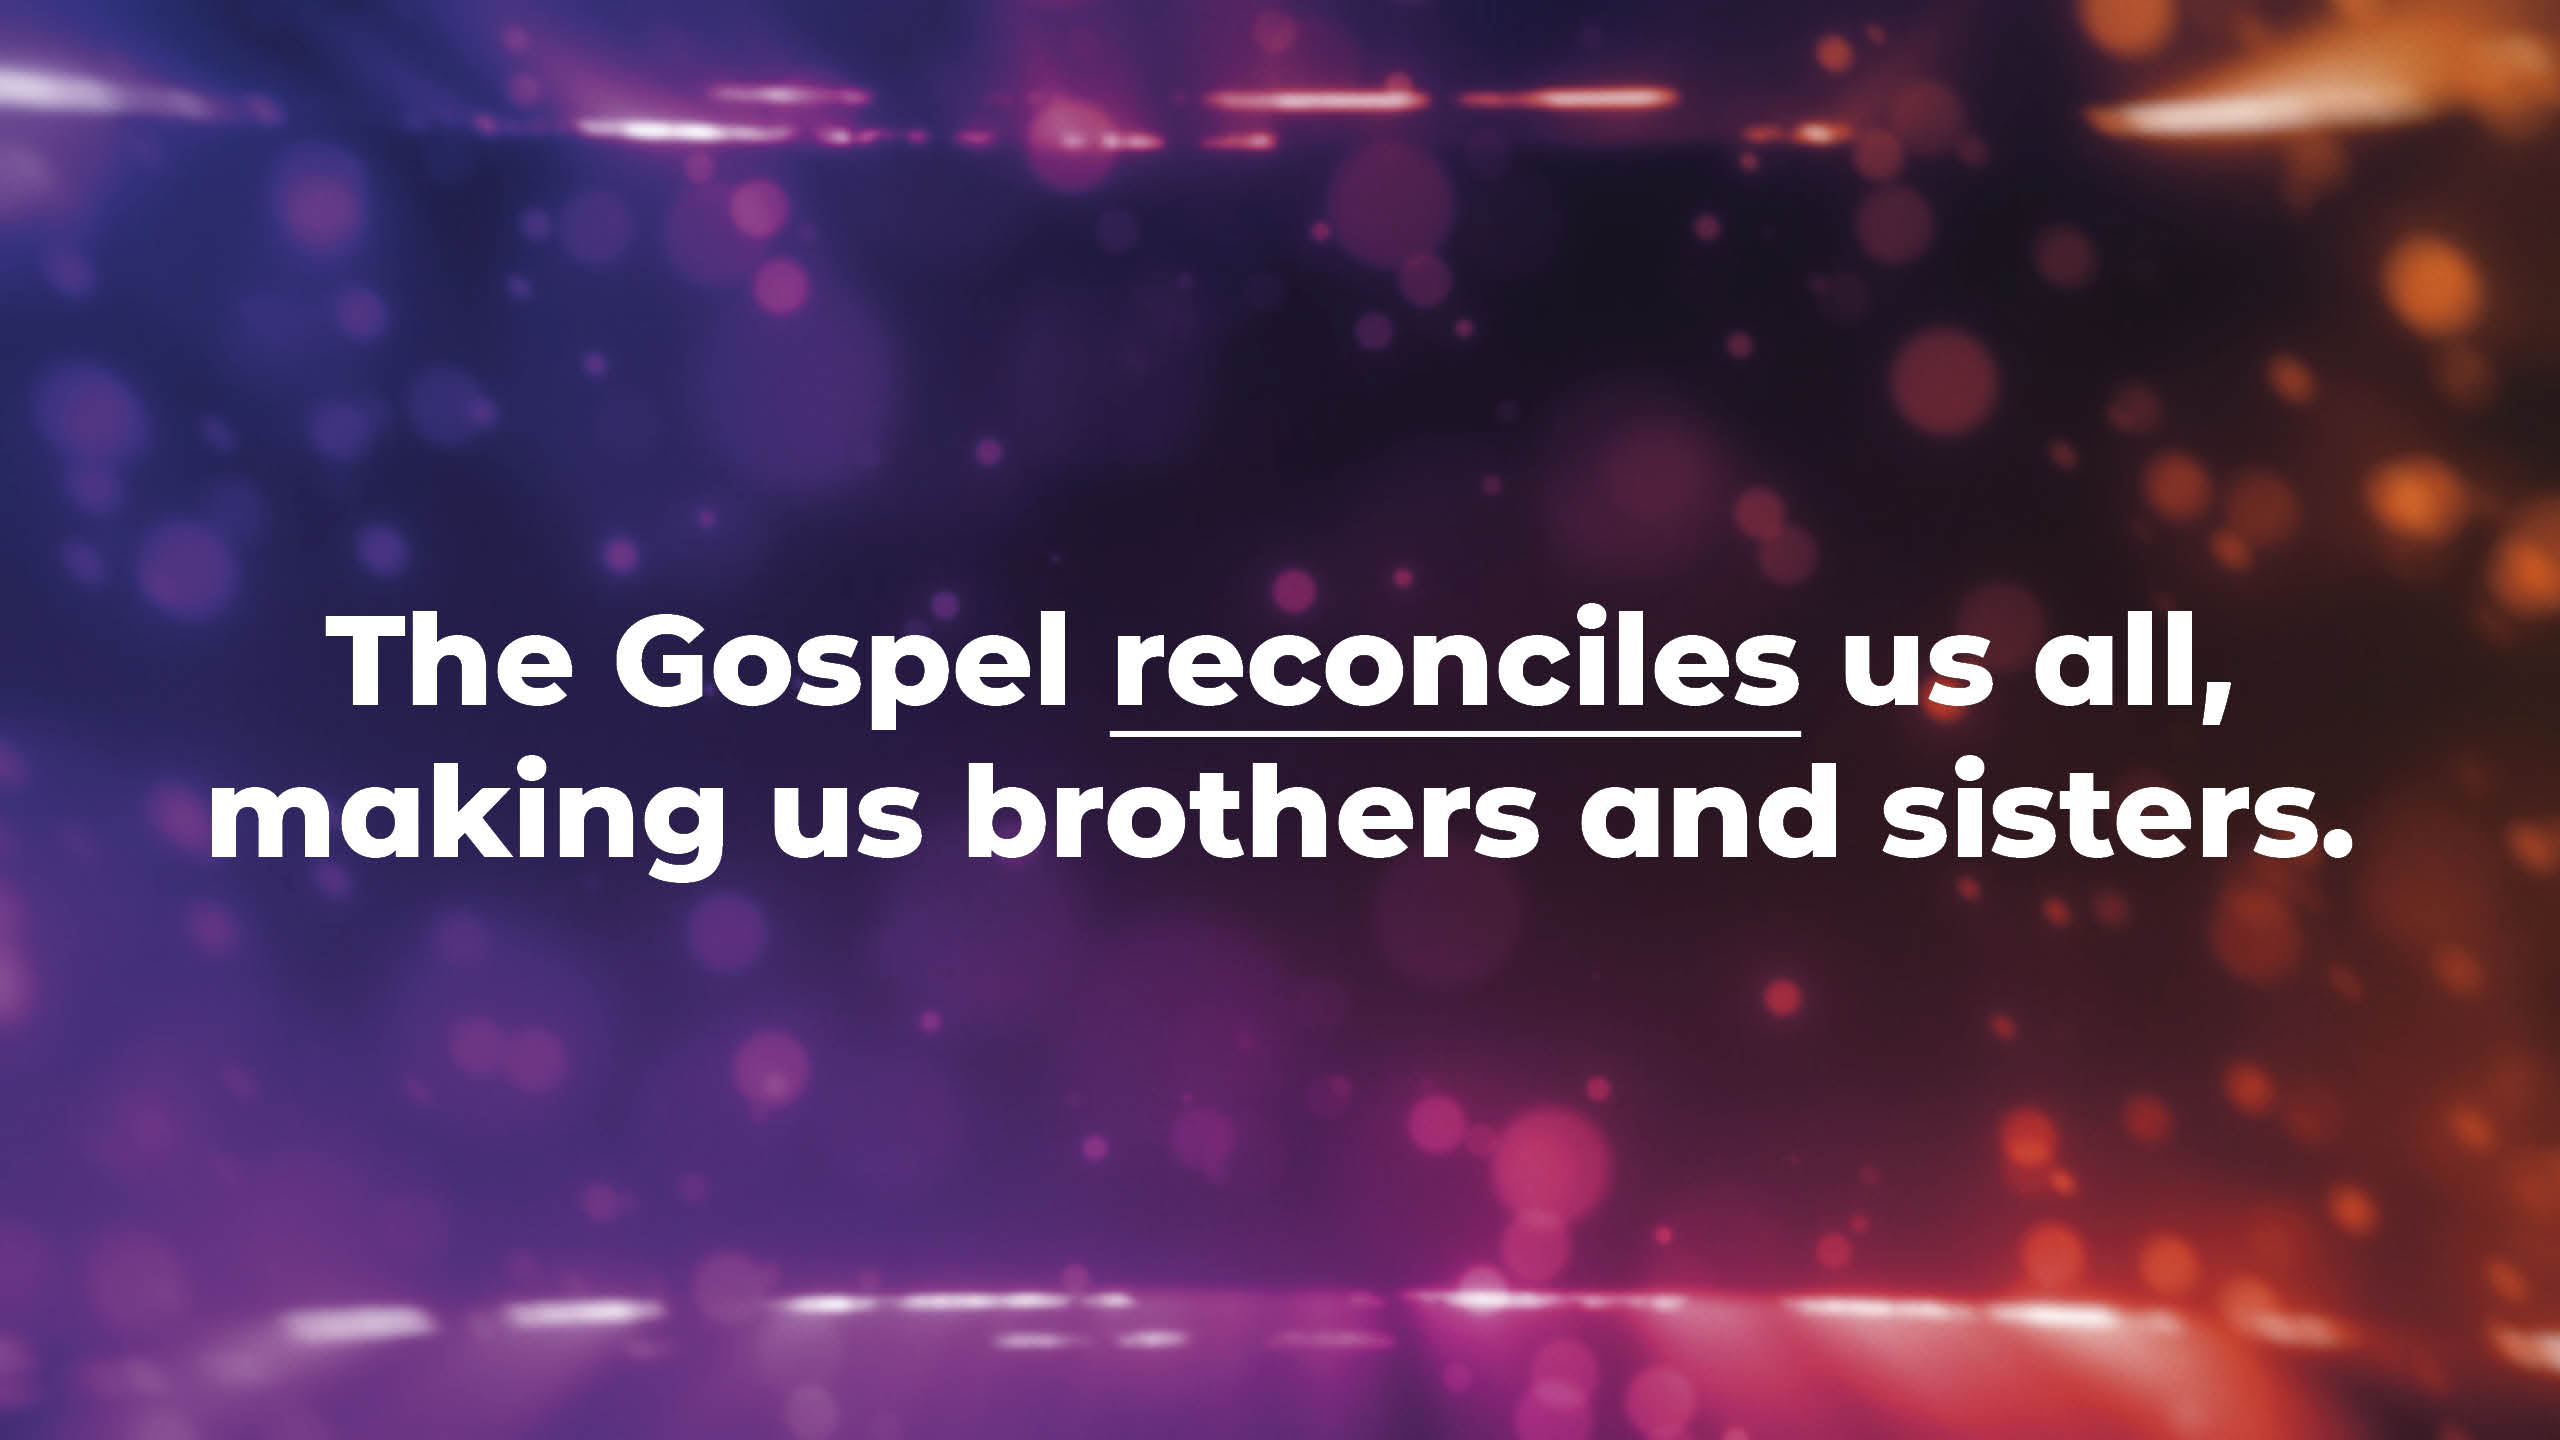 The Gospel reconciles us all,
making us brothers and sisters.